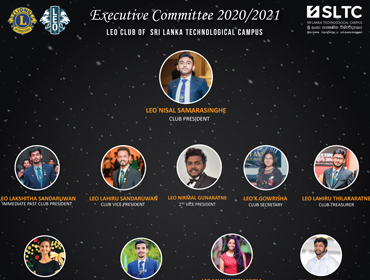 Executive Committee 2020/2021
LEO CLUB OF SRI LANKA TECHNOLOGICAL CAMPUS
SLTC
SRI LANKA TECHNOLOGICAL CAMPUS
LEO
LEO NISAL SAMARASINGHE
CLUB PRESIDENT
LEO LAKSHITHA SANDARUWAN
IMMEDIATE PAST CLUB PRESIDENT
LEO LAHIRU SANDARUWAN
CLUB VICE PRESIDENT
LEO NIRMAL GUNARATNE
2ND VICE PRESIDENT
LEO K.GOWRISHA
CLUB SECRETARY
LEO LAHIRU THILARATANE
CLUB-TREASURER